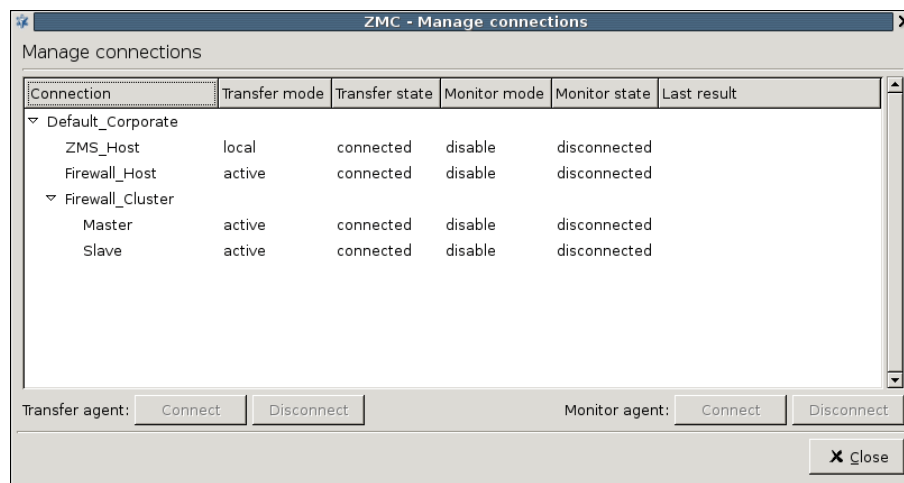 ZMC - Manage connections
Manage connections
Connection Transfer mode Transfer state Monitor mode Monitor state Last result
Default_Corporate
ZMS_Host local connected disable disconnected
Firewall_Host active connected disable disconnected
Firewall_Cluster
Master active connected disable disconnected
Slave active connected disable disconnected
Transfer agent: Connect Disconnect Monitor agent: Connect Disconnect
Close